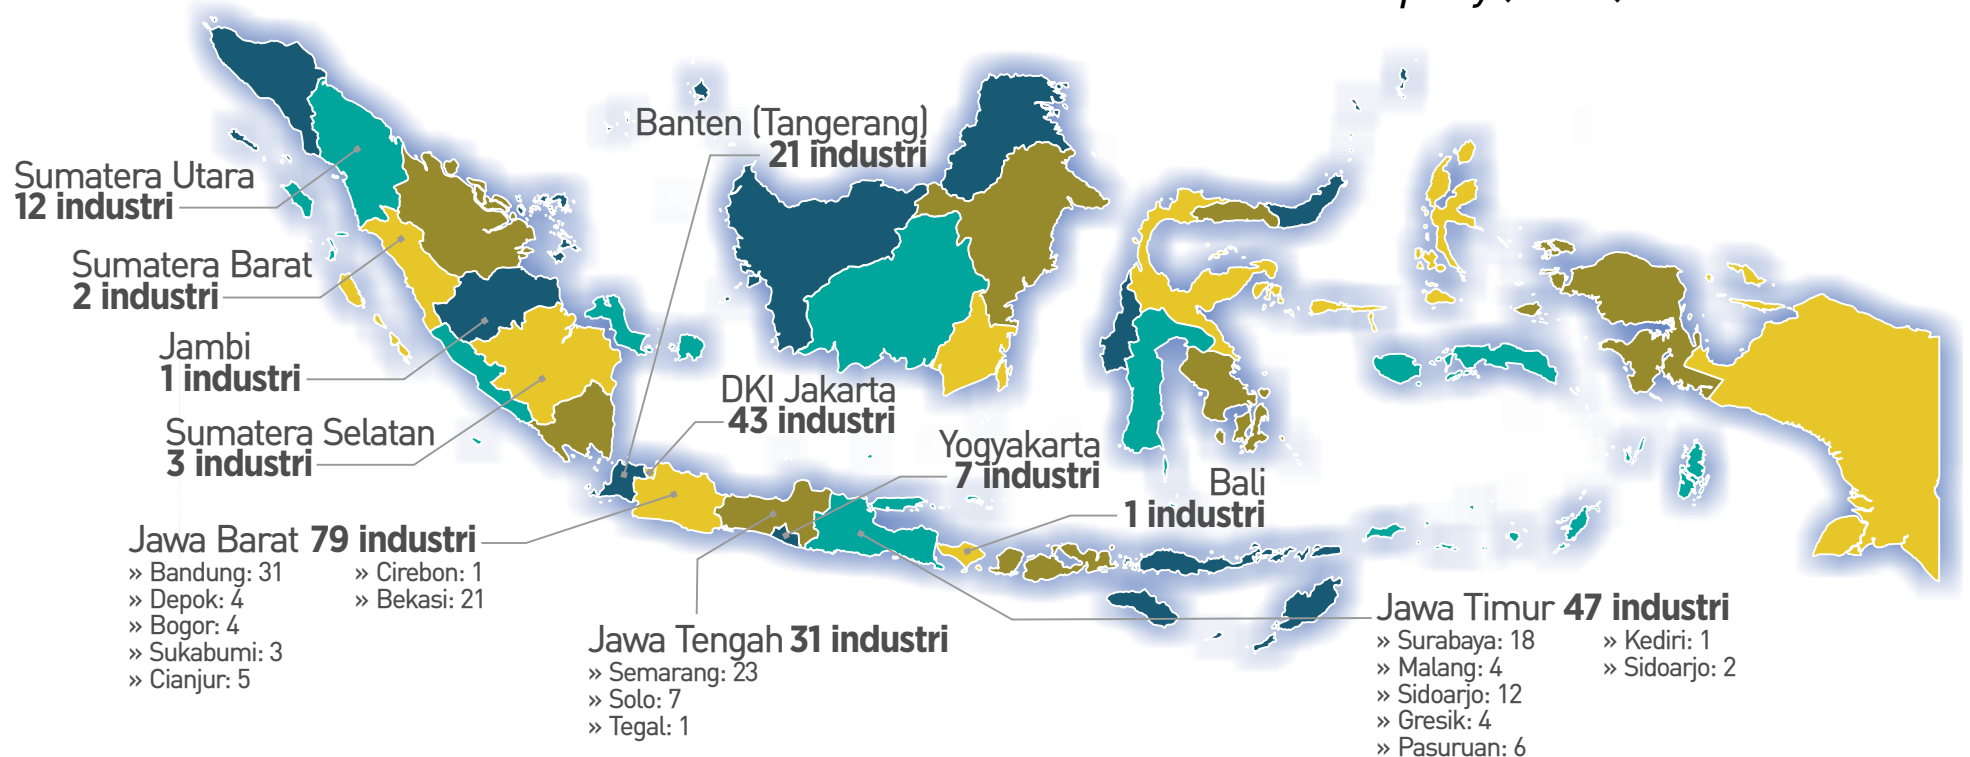 Banten (Tangerang)
21 industri
Sumatera Utara
12 industri
Sumatera Barat
2 industri
Jambi
1 industri
DKI Jakarta
43 industri
Sumatera Selatan
3 industri
Yogyakarta
7 industri
Bali
1 industri
Jawa Barat 79 industri
» Bandung: 31
» Depok: 4
» Bogor: 4
» Sukabumi: 3
» Cianjur: 5
» Cirebon: 1
» Bekasi: 21
Jawa Tengah 31 industri
» Semarang: 23
» Solo: 7
» Tegal: 1
Jawa Timur 47 industri
» Surabaya: 18
» Malang: 4
» Sidoarjo: 12
» Gresik: 4
» Pasuruan: 6
» Kediri: 1
» Sidoarjo: 2